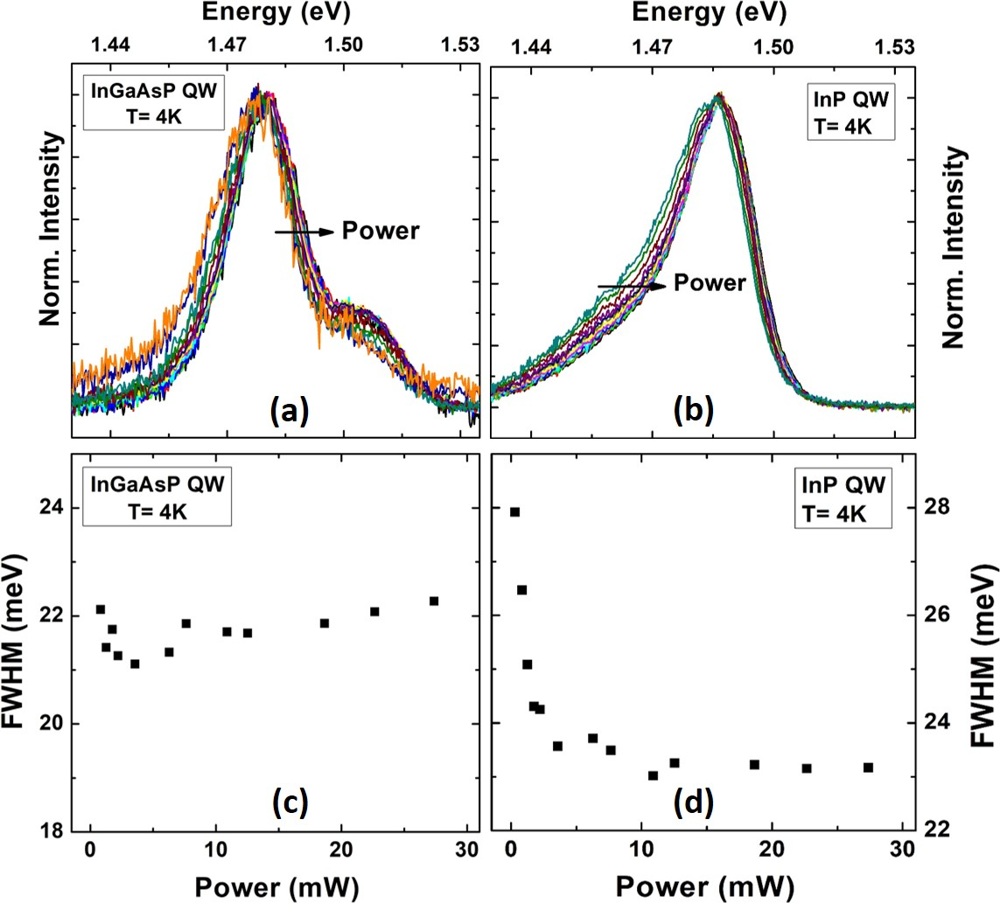 Energy (eV)
1.44 1.47 1.50 1.53
InGaAsP QW
T= 4K
Norm. Intensity
Power
(a)
Energy (eV)
1.44 1.47 1.50 1.53
InP QW
T= 4K
Norm. Intensity
Power
(b)
InGaAsP QW
T= 4K
24
22
20
18
FWHM (meV)
(c)
0 10 20 30
Power (mW)
InP QW
T= 4K
28
26
24
22
FWHM (meV)
(d)
0 10 20 30
Power (mW)